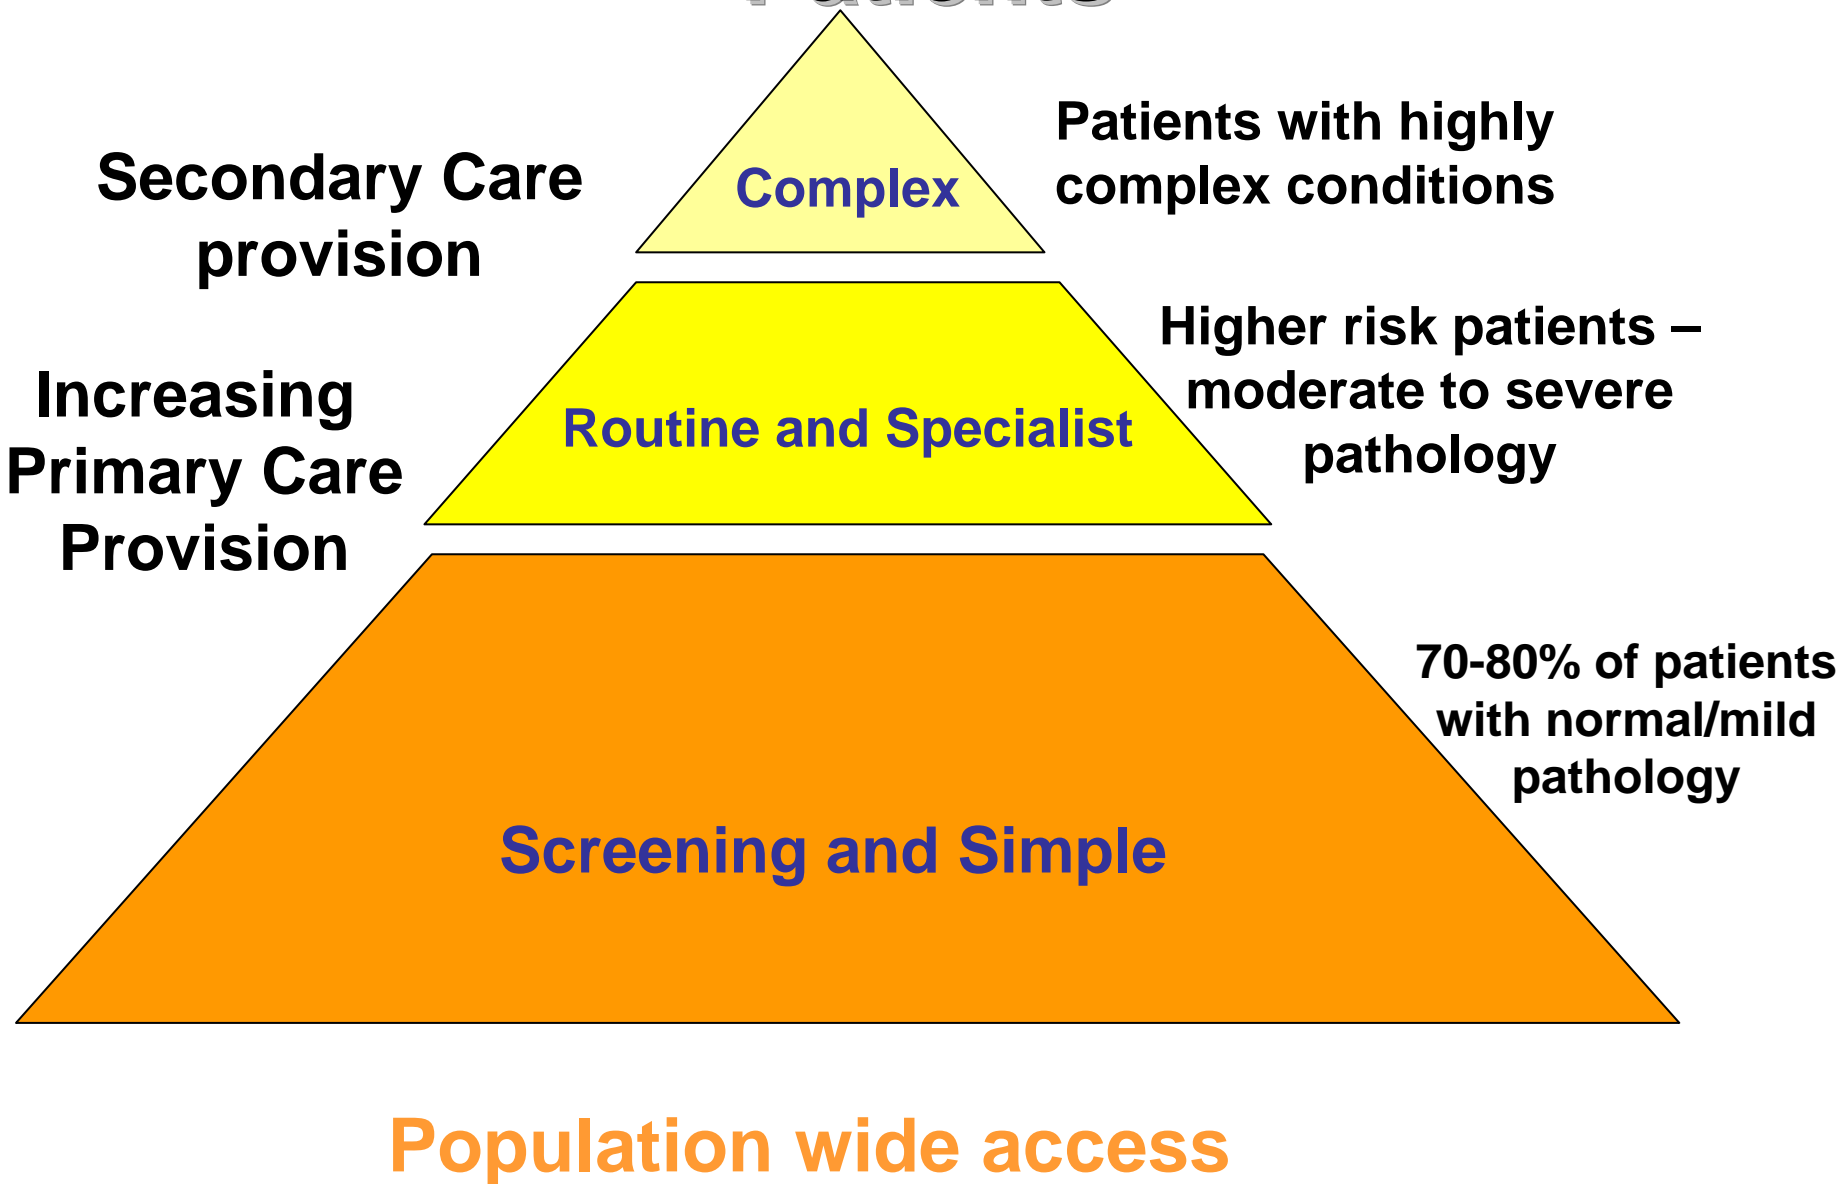 Patients
Complex
Patients with highly
complex conditions
Secondary Care
provision
Higher risk patients –
moderate to severe
pathology
Increasing
Primary Care
Provision
Routine and Specialist
70-80% of patients
with normal/mild
pathology
Screening and Simple
Population wide access